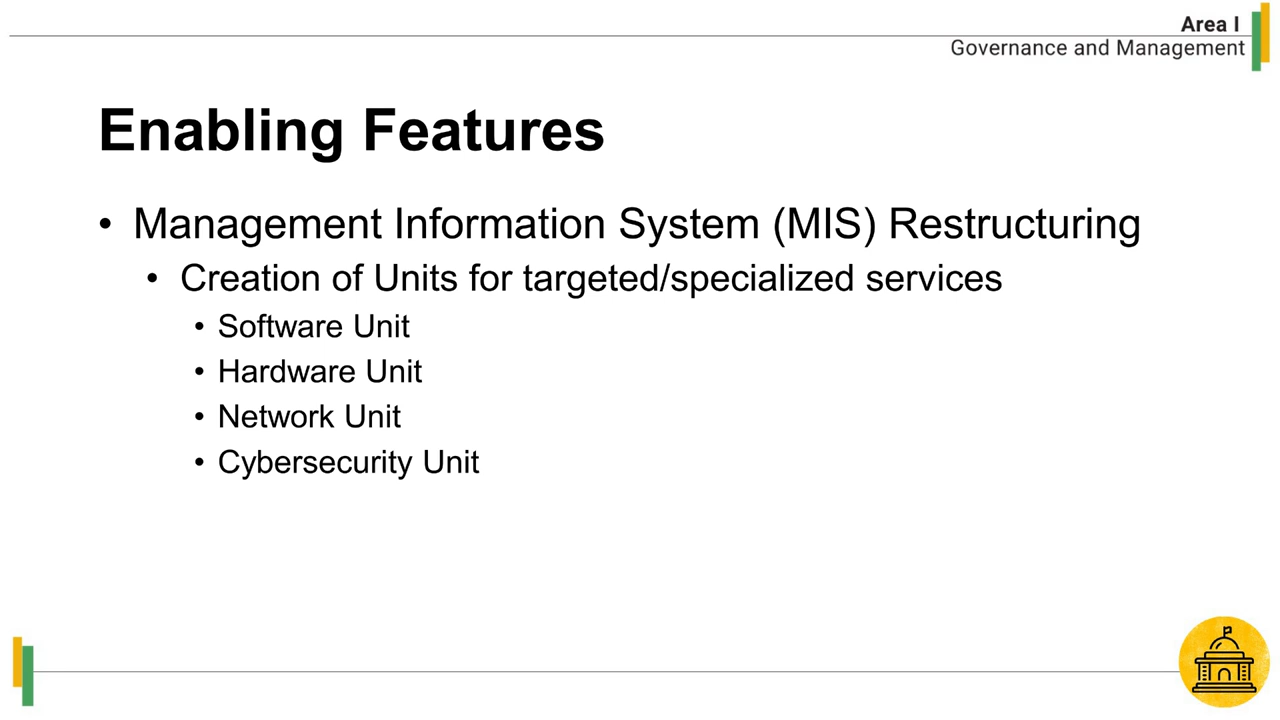 Area I
Governance and Management
Enabling Features
• Management Information System (MIS) Restructuring
• Creation of Units for targeted/specialized services
• Software Unit
• Hardware Unit
• Network Unit
• Cybersecurity Unit